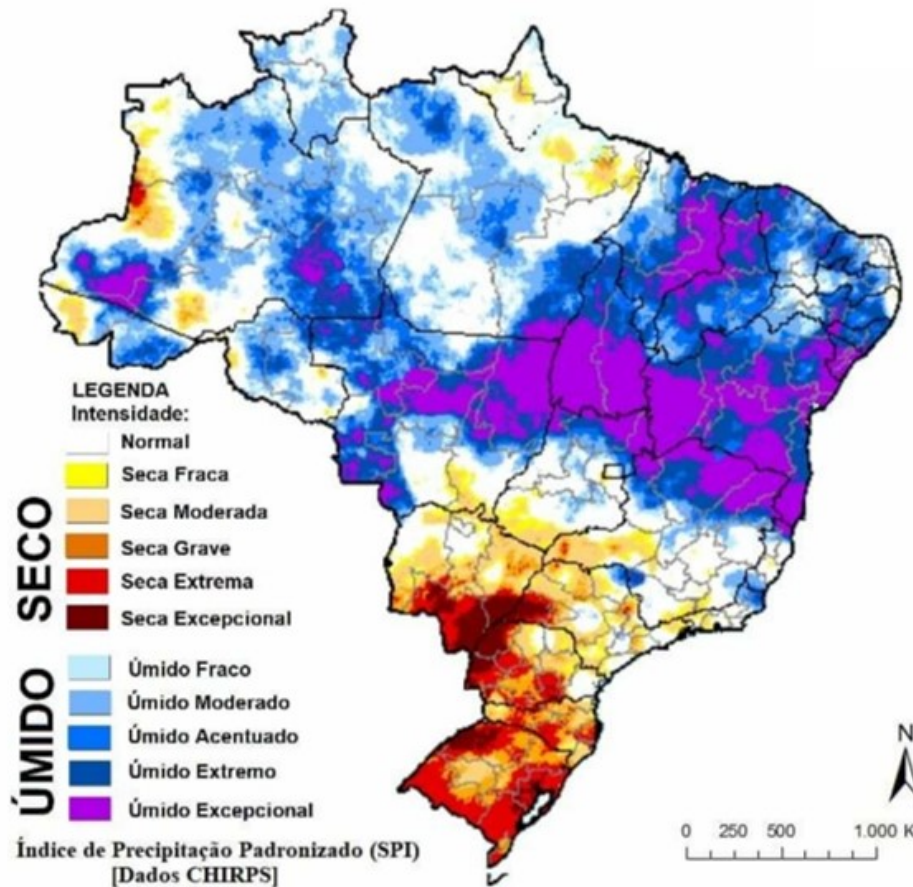 LEGENDA
Intensidade:
Normal
SECO
Seca Fraca
Seca Moderada
Seca Grave
Seca Extrema
Seca Excepcional
ÚMIDO
Úmido Fraco
Úmido Moderado
Úmido Acentuado
Úmido Extremo
Úmido Excepcional
Índice de Precipitação Padronizado (SPI)
[Dados CHIRPS]
N
0 250 500 1.000 K